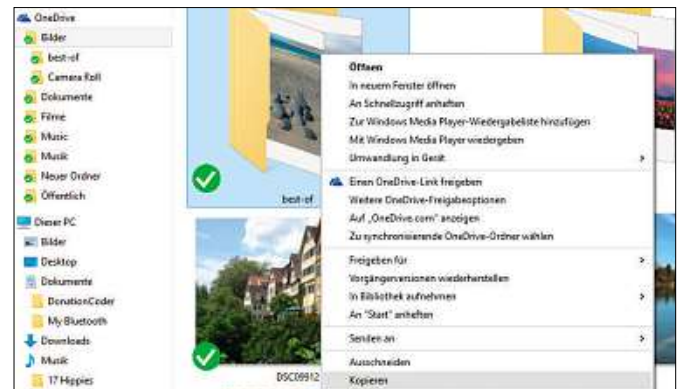 OneDrive
Bilder
best-of
Camera Roll
Dokumente
Filme
Music
Musik
Neuer Ordner
Öffentlich
Dieser PC
Bilder
Desktop
Dokumente
DonationCoder
My Bluetooth
Downloads
Musik
17 Hippies
best-of
DSC09912
Öffnen
In neuem Fenster öffnen
An Schnellzugriff anheften
Zur Windows Media Player-Wiedergabeliste hinzufügen
Mit Windows Media Player wiedergeben
Umwandlung in Gerät
Einen OneDrive-Link freigeben
Weitere OneDrive-Freigabeoptionen
Auf „OneDrive.com" anzeigen
Zu synchronisierende OneDrive-Ordner wählen
Freigeben für
Vorgängerversionen wiederherstellen
In Bibliothek aufnehmen
An "Start" anheften
Senden an
Ausschneiden
Kopieren